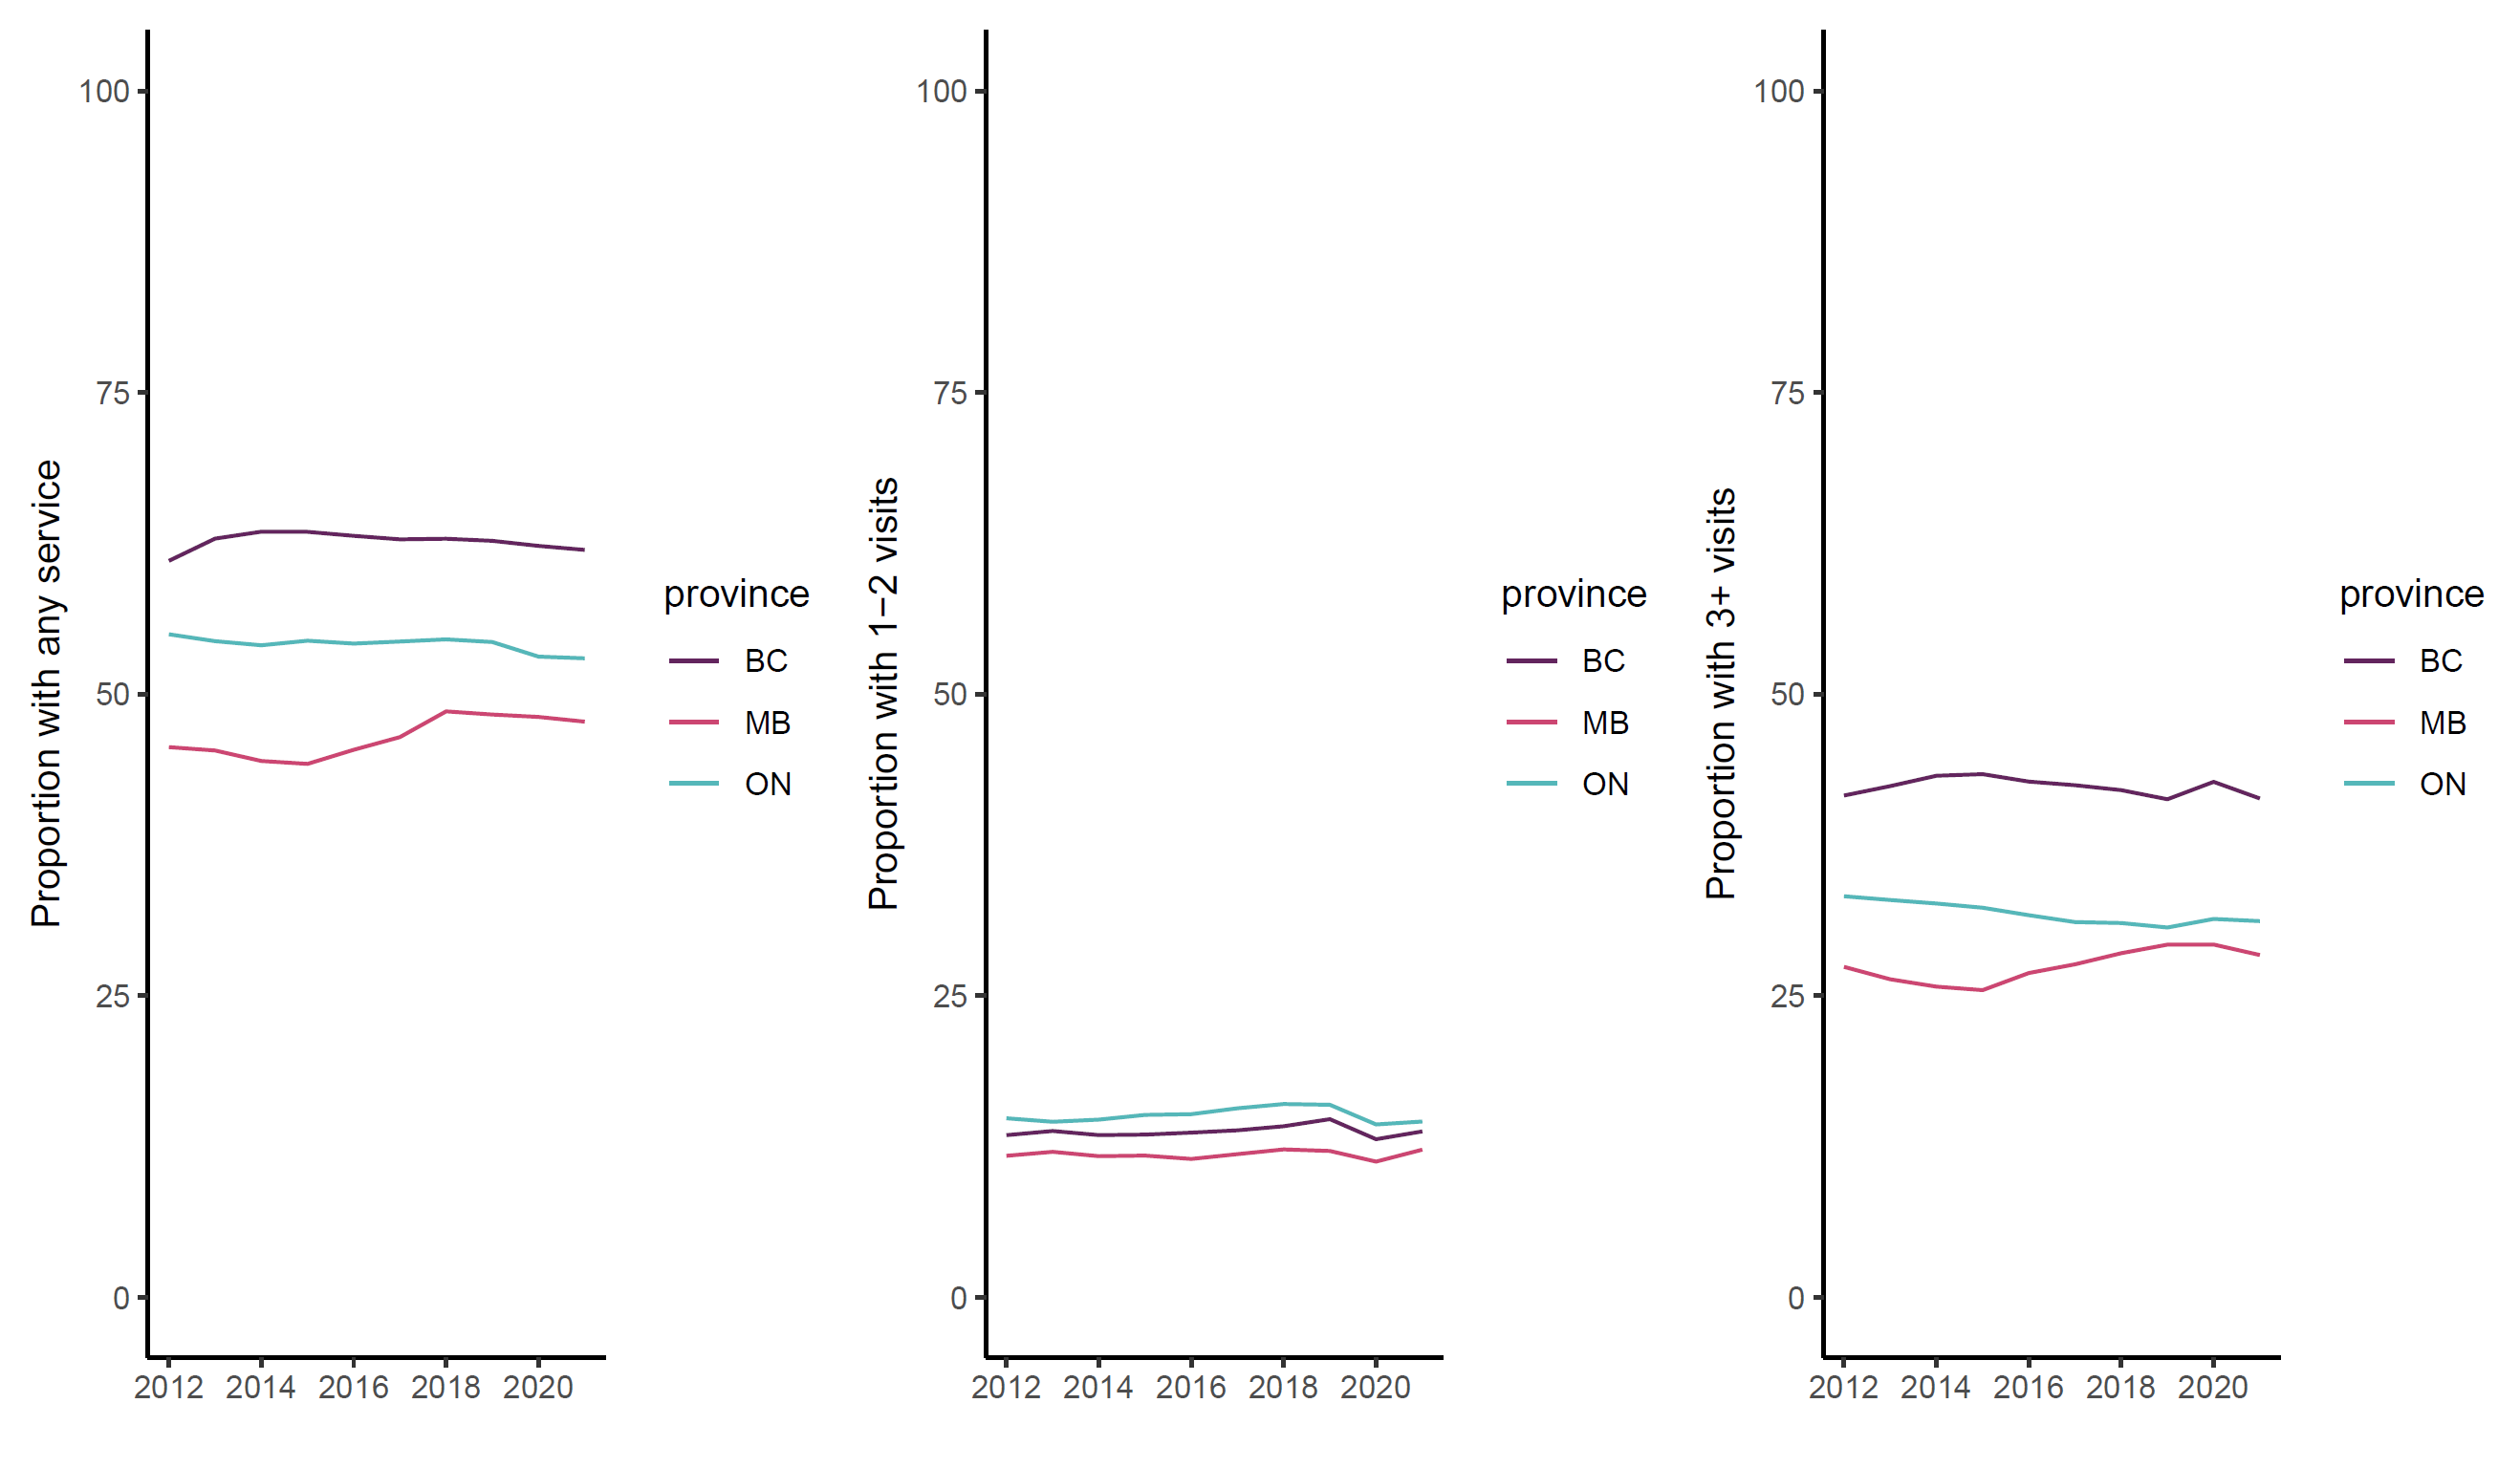 Proportion with any service
100
75
50
25
0
2012 2014 2016 2018 2020
province
BC
MB
ON
Proportion with 1−2 visits
100
75
50
25
0
2012 2014 2016 2018 2020
province
BC
MB
ON
Proportion with 3+ visits
100
75
50
25
0
2012 2014 2016 2018 2020
province
BC
MB
ON